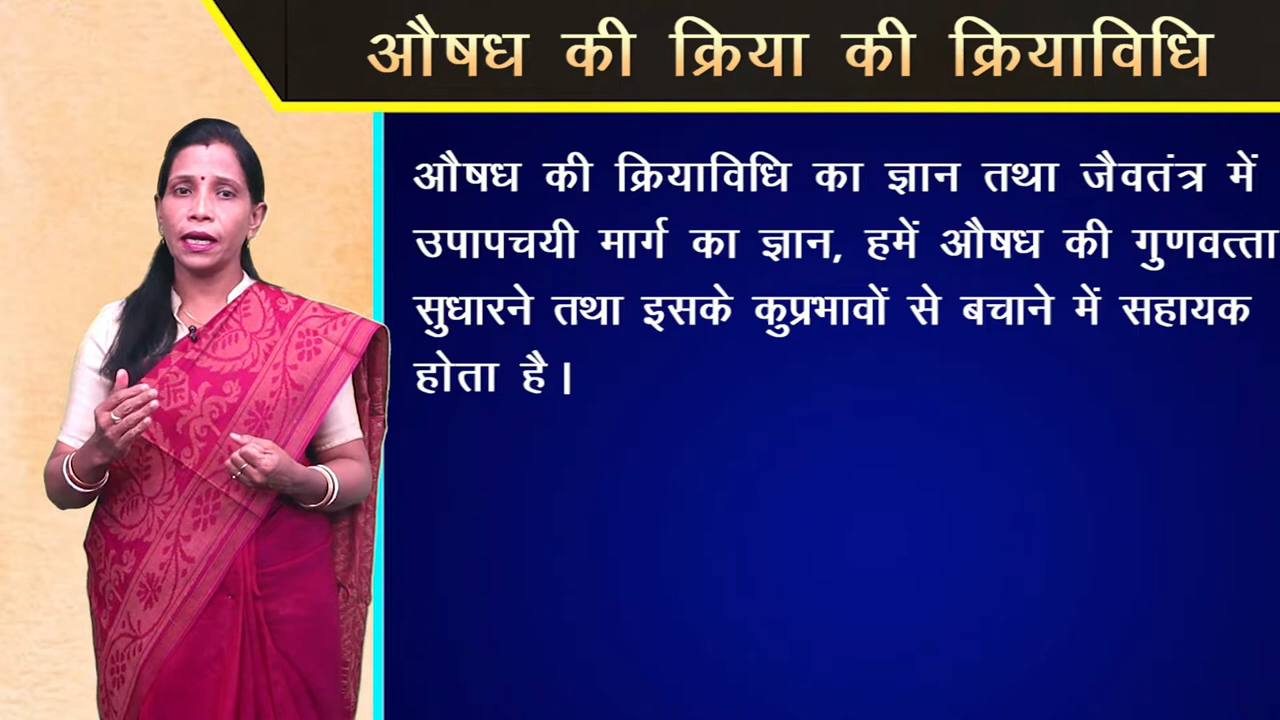 औषध की क्रिया की क्रियाविधि
औषध की क्रियाविधि का ज्ञान तथा जैवतंत्र में
उपापचयी मार्ग का ज्ञान, हमें औषध की गुणवत्ता
सुधारने तथा इसके कुप्रभावों से बचाने में सहायक
होता है।